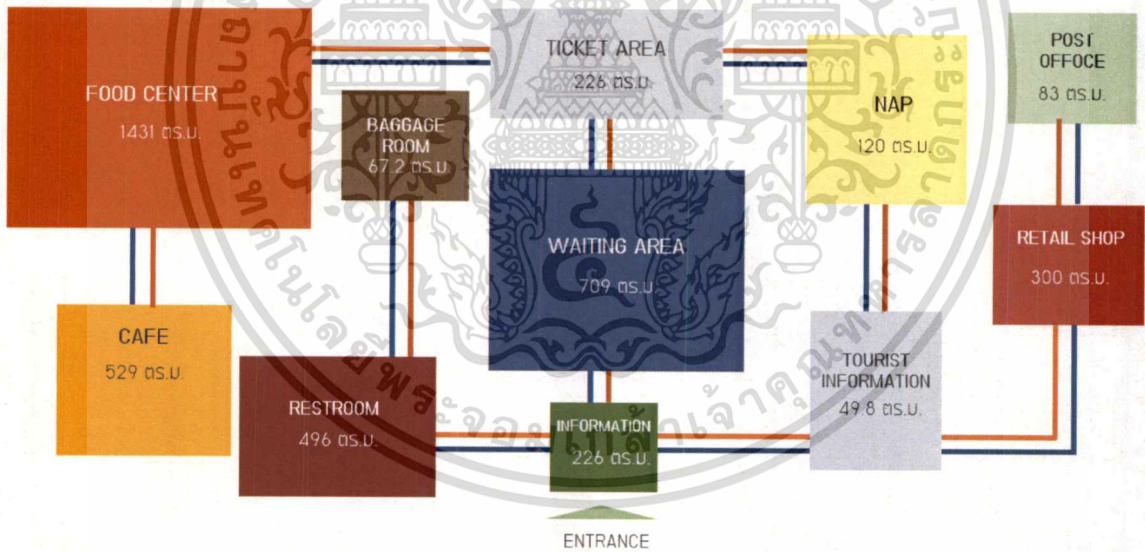 FOOD CENTER
1431 ตร.ม.
TICKET AREA
226 ตร.ม
BAGGAGE
ROOM
67.2 ตร.ม
NAP
120 ตร.ม.
POST
OFFOCE
83 ตร.ม.
WAITING AREA
709 ตร.ม.
RETAIL SHOP
300 ตร.ม.
CAFE
529 ตร.ม.
RESTROOM
496 ตร.ม.
INFORMATION
226 ตร.ม.
TOURIST
INFORMATION
49.8 ตร.ม.
ENTRANCE